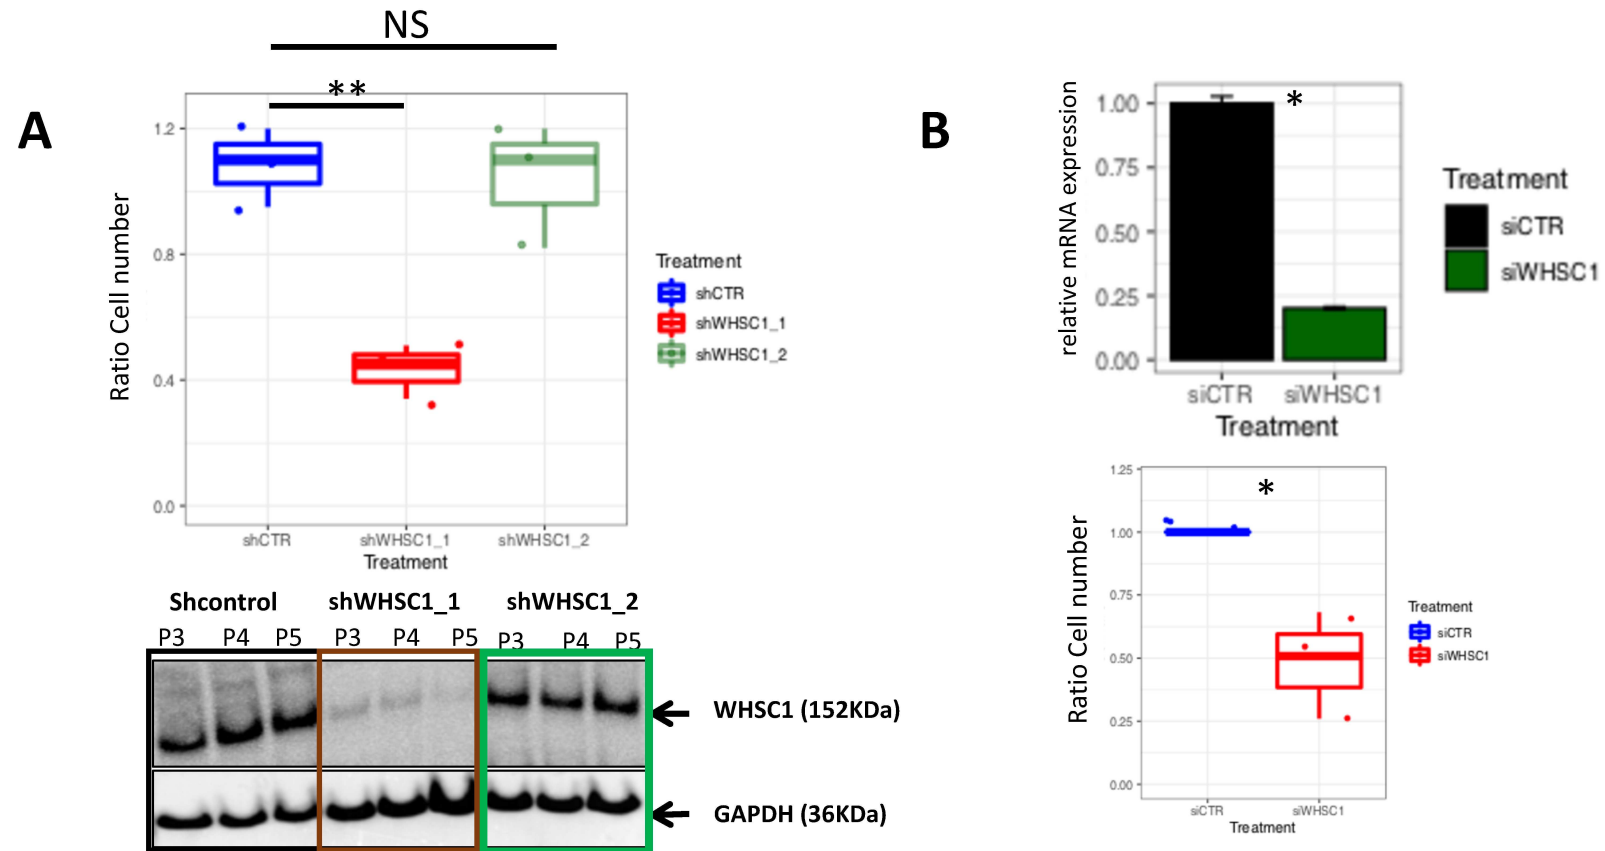 A
NS
**
Ratio Cell number
1.2
0.8
0.4
0.0
shCTR
shWHSC1_1
shWHSC1_2
Treatment
Treatment
shCTR
shWHSC1_1
shWHSC1_2
Shcontrol
shWHSC1_1
shWHSC1_2
P3 P4 P5
P3 P4 P5
P3 P4 P5
WHSC1 (152KDa)
GAPDH (36KDa)
B
relative mRNA expression
1.00
0.75
0.50
0.25
0.00
*
siCTR
siWHSC1
Treatment
Treatment
siCTR
siWHSC1
Ratio Cell number
1.25
1.00
0.75
0.50
0.25
0.00
*
siCTR
siWHSC1
Treatment
Treatment
siCTR
siWHSC1